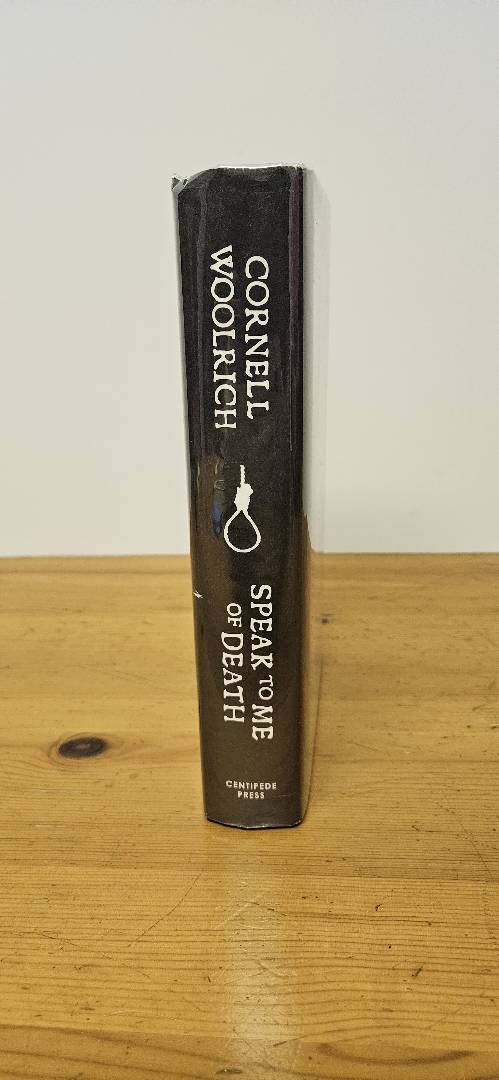 CORNELL
WOOLRICH
SPEAK TO ME
OF DEATH
CENTIPEDE
PRESS